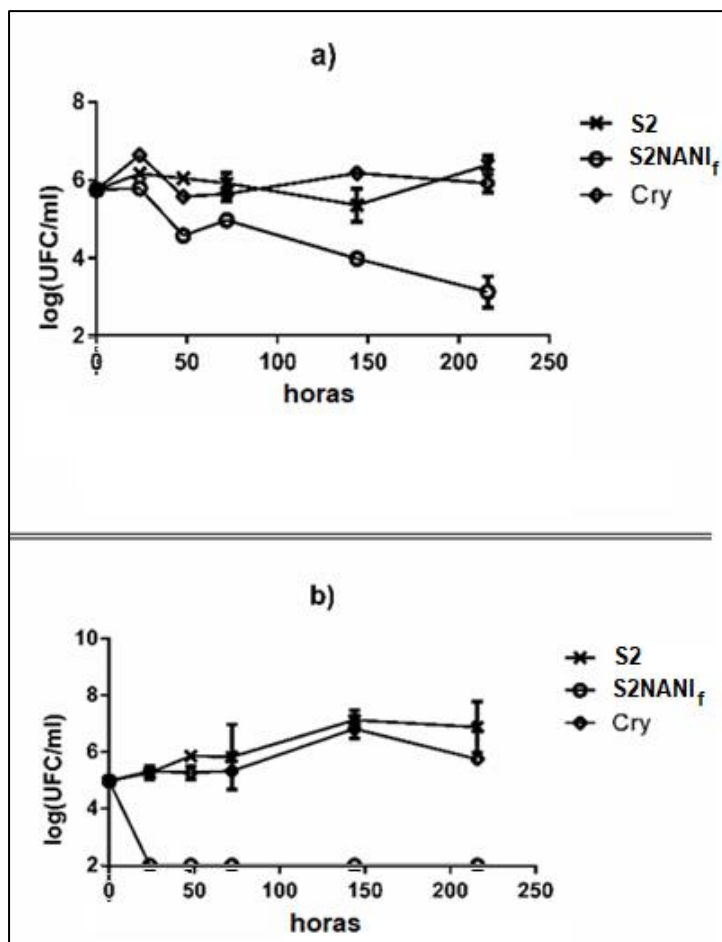 a)
8
6
4
2
log(UFC/ml)
0 50 100 150 200 250
horas
S2
S2NANIf
Cry
b)
10
8
6
4
2
log(UFC/ml)
0 50 100 150 200 250
horas
S2
S2NANIf
Cry